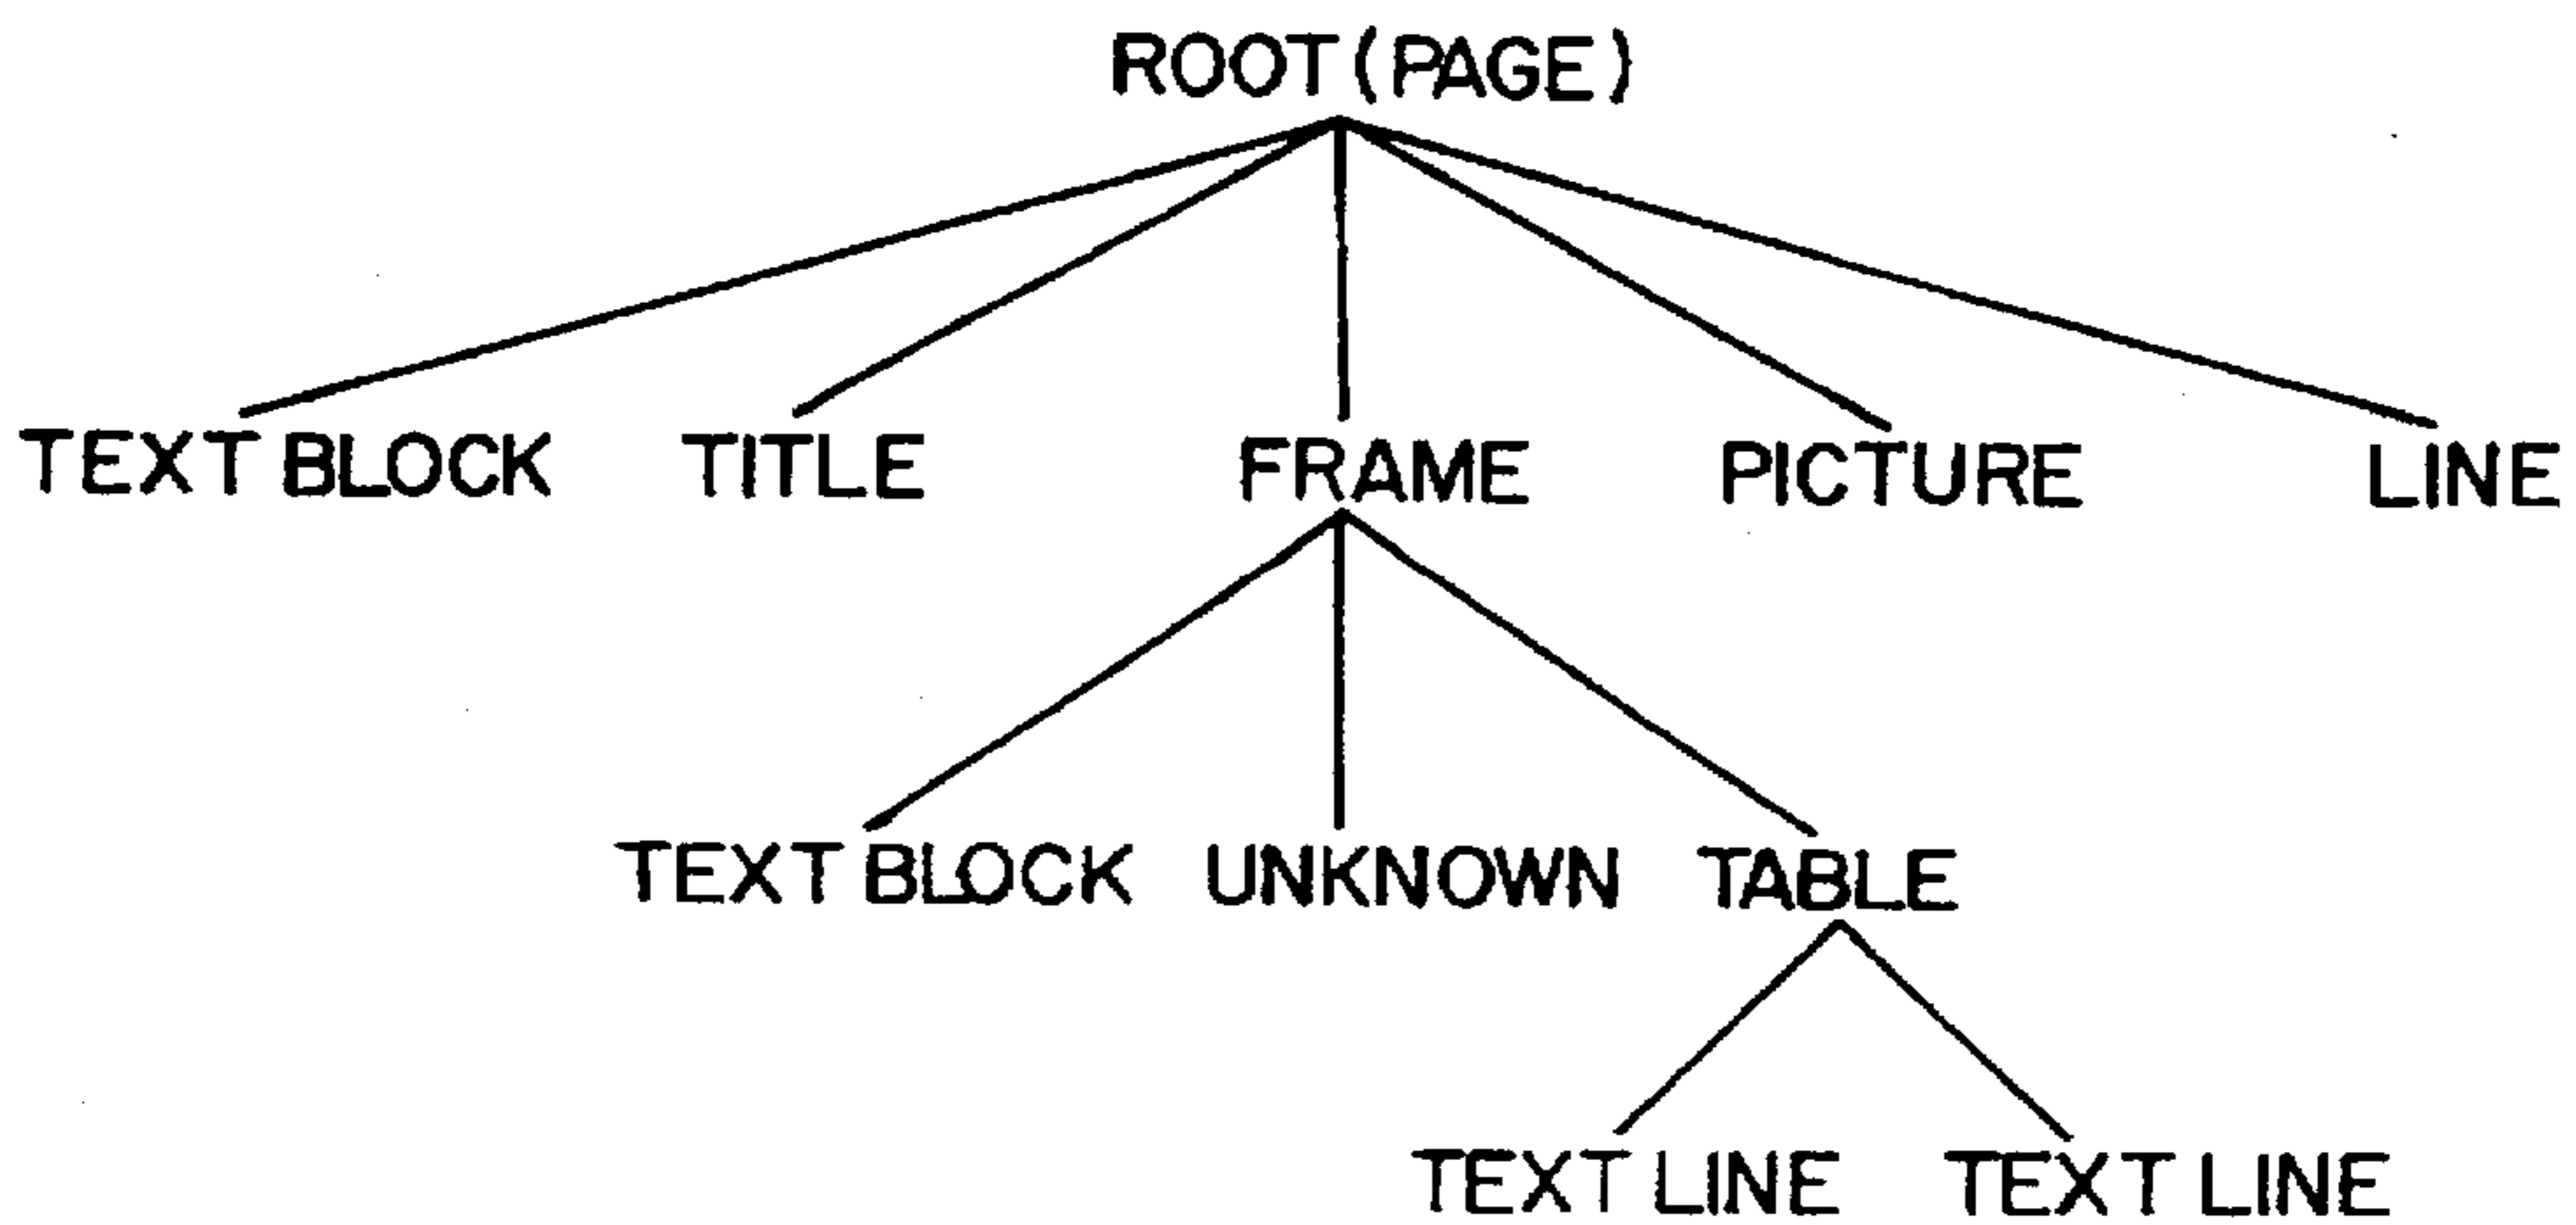 ROOT (PAGE)
TEXT BLOCK TITLE FRAME PICTURE LINE
TEXT BLOCK UNKNOWN TABLE
TEXT LINE TEXT LINE